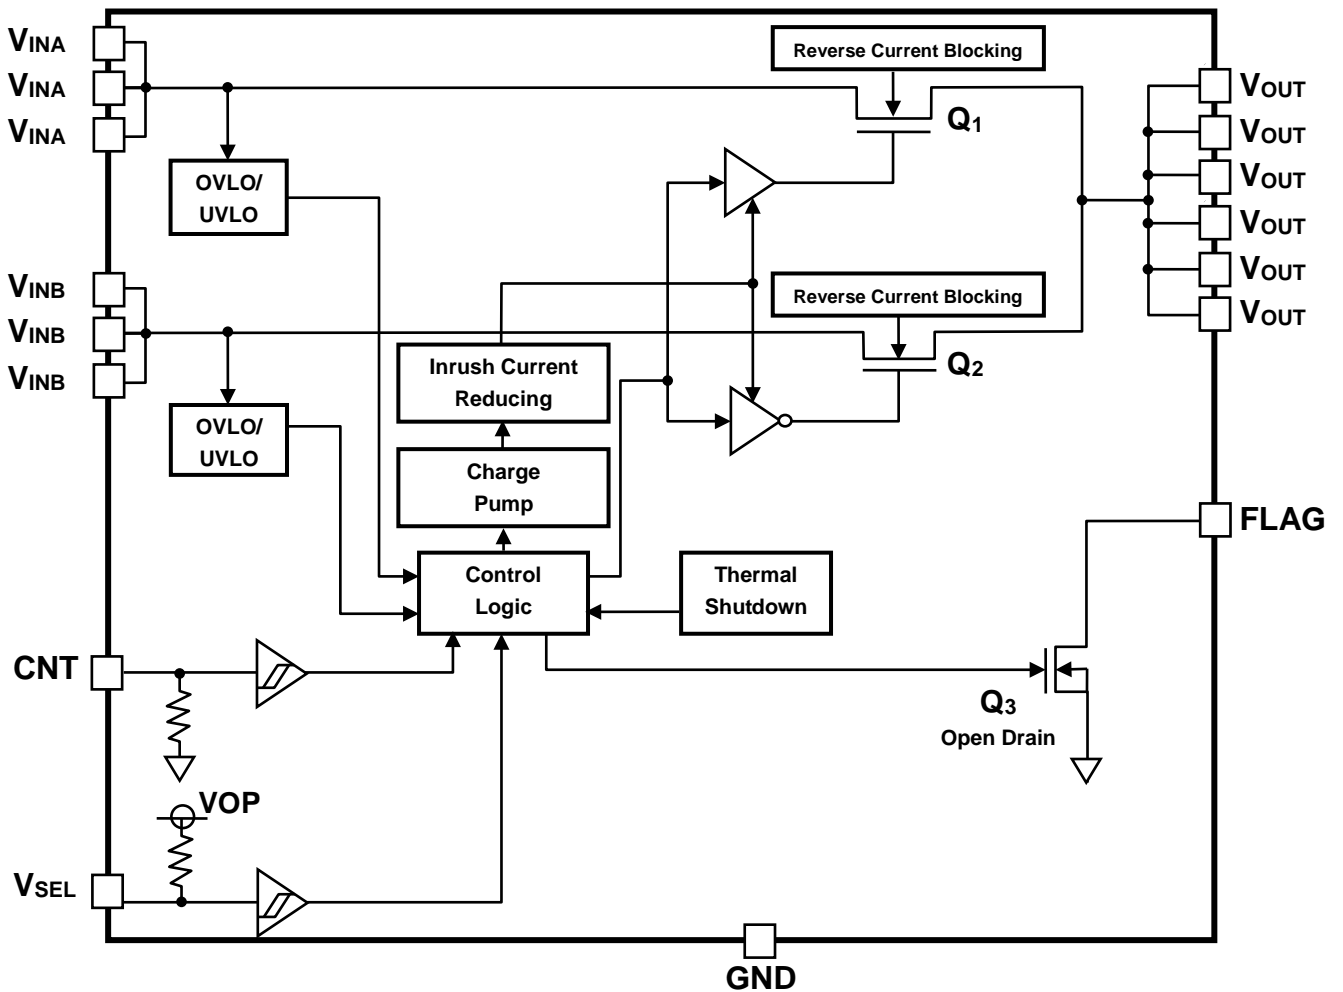 VINA
VINA
VINA
Reverse Current Blocking
Q1
VOUT
VOUT
VOUT
VOUT
VOUT
VOUT
OVLO/
UVLO
VINB
VINB
VINB
Reverse Current Blocking
Q2
Inrush Current
Reducing
OVLO/
UVLO
Charge
Pump
FLAG
Control
Logic
Thermal
Shutdown
CNT
Q3
Open Drain
VOP
VSEL
GND